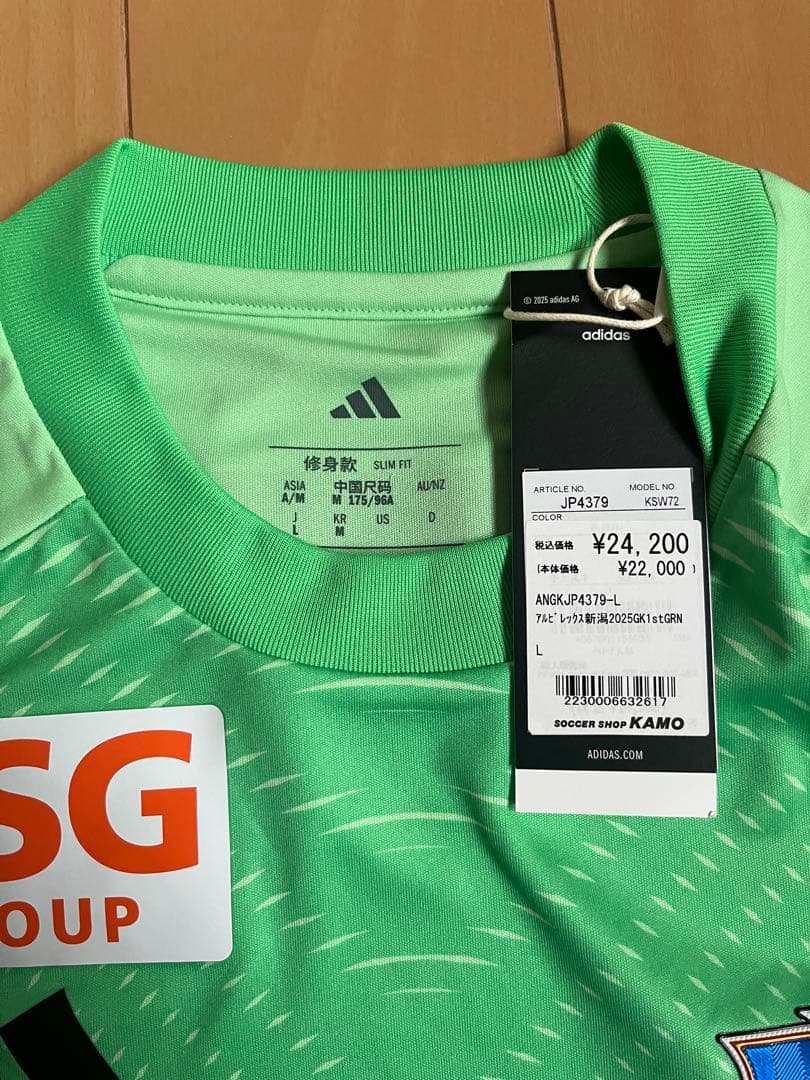 © 2025 adidas AG
adidas
修身款 SLIM FIT
ASIA 中国尺码 AU/NZ
A/M M 175/96A
J KR US D
L M
ARTICLE NO. MODEL NO.
JP4379 KSW72
COLOR
税込価格 ¥24,200
(本体価格 ¥22,000 )
ANGKJP4379-L
ｱﾙﾋﾞﾚｯｸｽ新潟2025GK1stGRN
L
2230006632617
SOCCER SHOP KAMO
ADIDAS.COM
SG
OUP